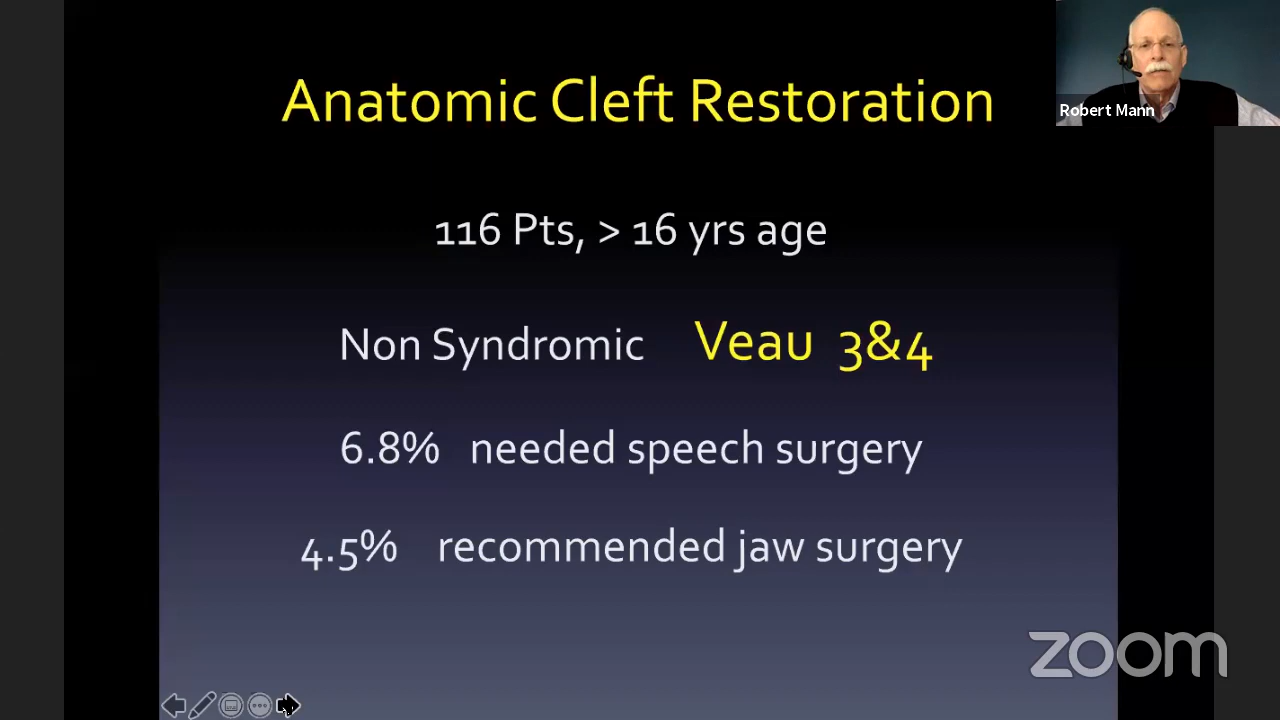 Anatomic Cleft Restoration
Robert Mann
116 Pts, > 16 yrs age
Non Syndromic Veau 3&4
6.8% needed speech surgery
4.5% recommended jaw surgery
zoom